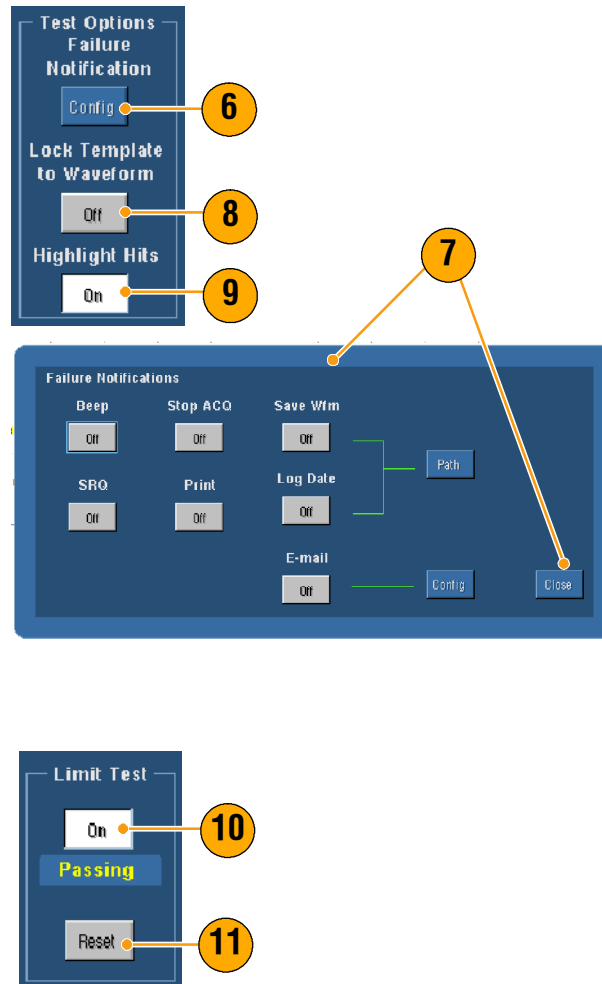 Test Options
Failure
Notification
Config
6
Lock Template
to Waveform
Off
8
Highlight Hits
On
9
7
Failure Notifications
Beep Stop ACQ Save Wfm
Off Off Off
Path
SRQ Print Log Date
Off Off Off
E-mail
Off Config Close
Limit Test
On
10
Passing
Reset
11